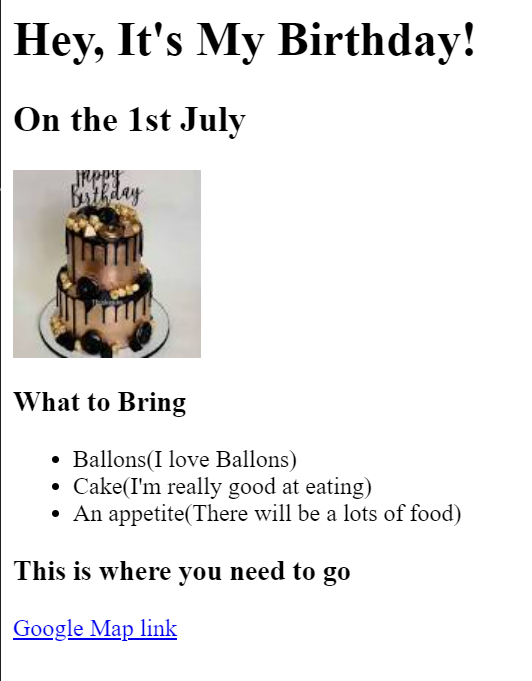 Hey, It's My Birthday!
On the 1st July
Happy
Birthday
What to Bring
Ballons(I love Ballons)
Cake(I'm really good at eating)
An appetite(There will be a lots of food)
This is where you need to go
Google Map link